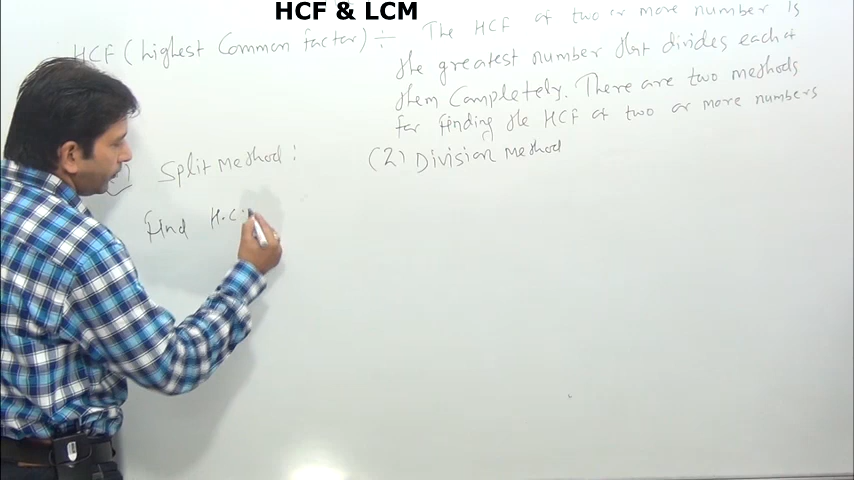 HCF & LCM
HCF (highest Common factor) ÷ The HCF of two or more number is
the greatest number that divides each of
them Completely. There are two methods
for finding the HCF of two or more numbers
) Split method :
(2) Division method
find H.C.